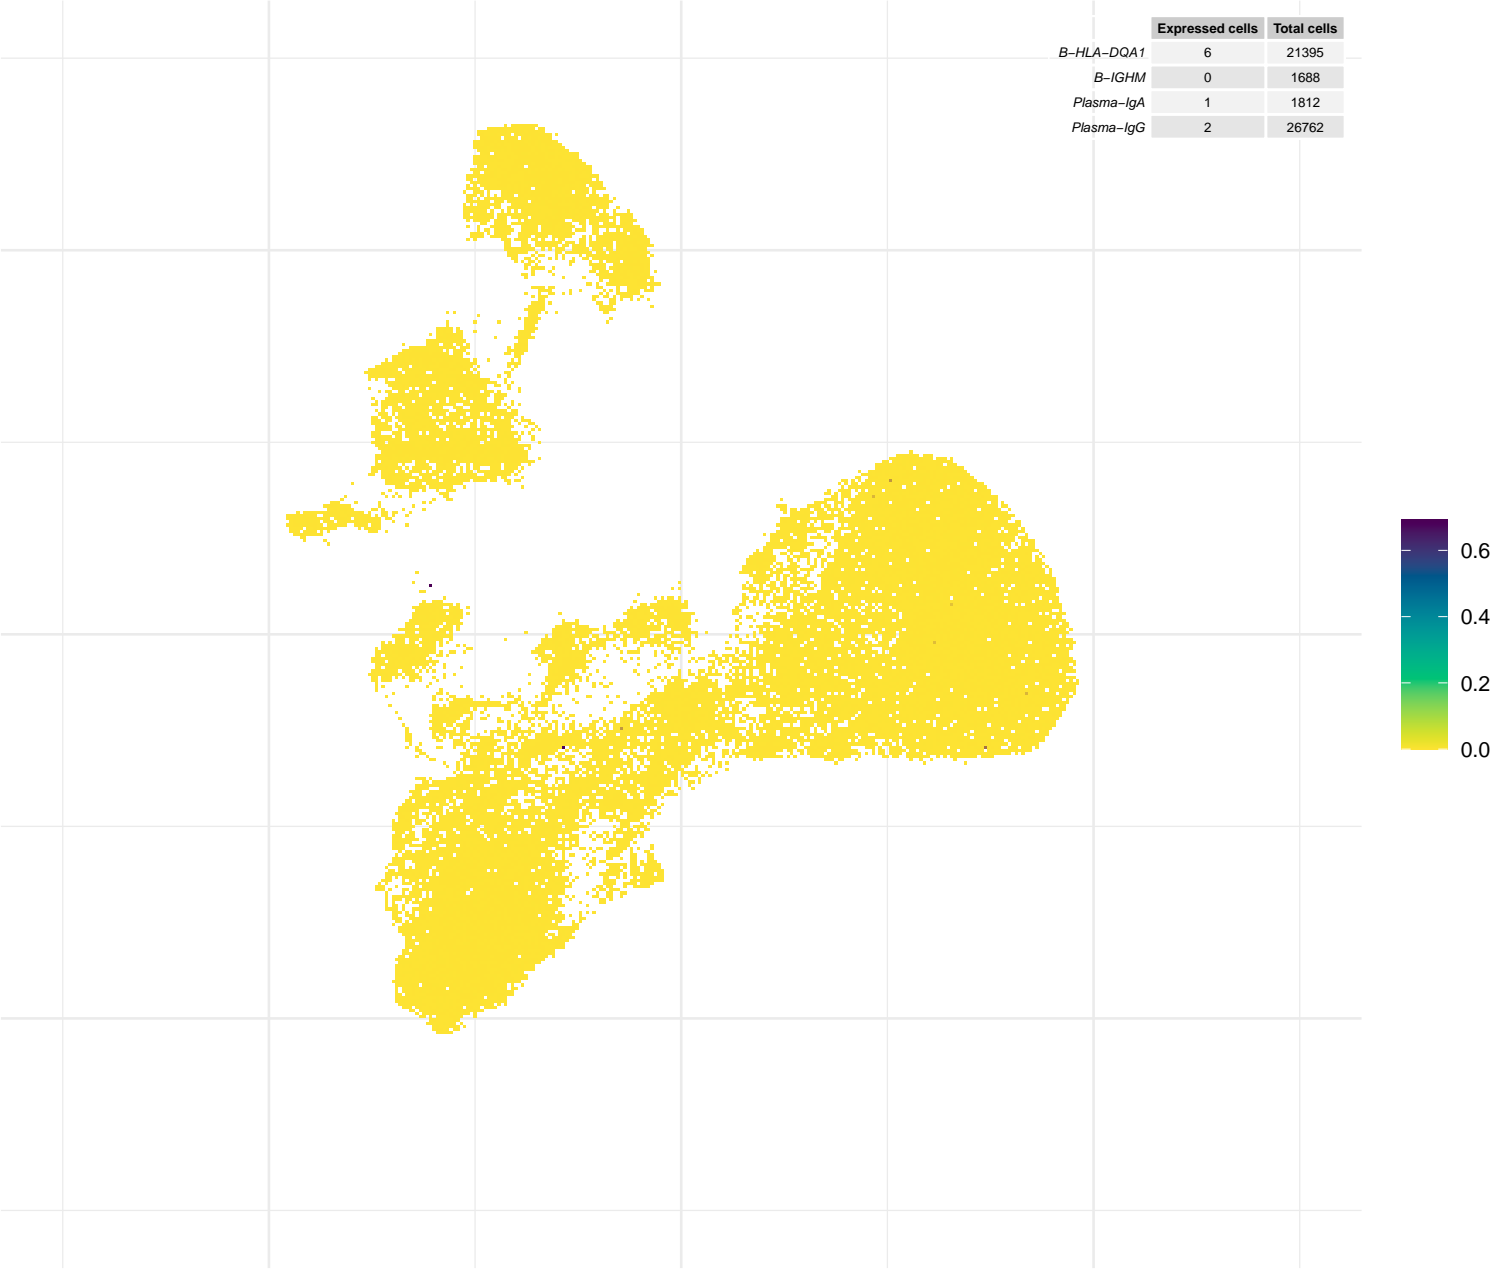 Expressed cells Total cells
B−HLA−DQA1 6 21395
B−IGHM 0 1688
Plasma−IgA 1 1812
Plasma−IgG 2 26762
0.6
0.4
0.2
0.0